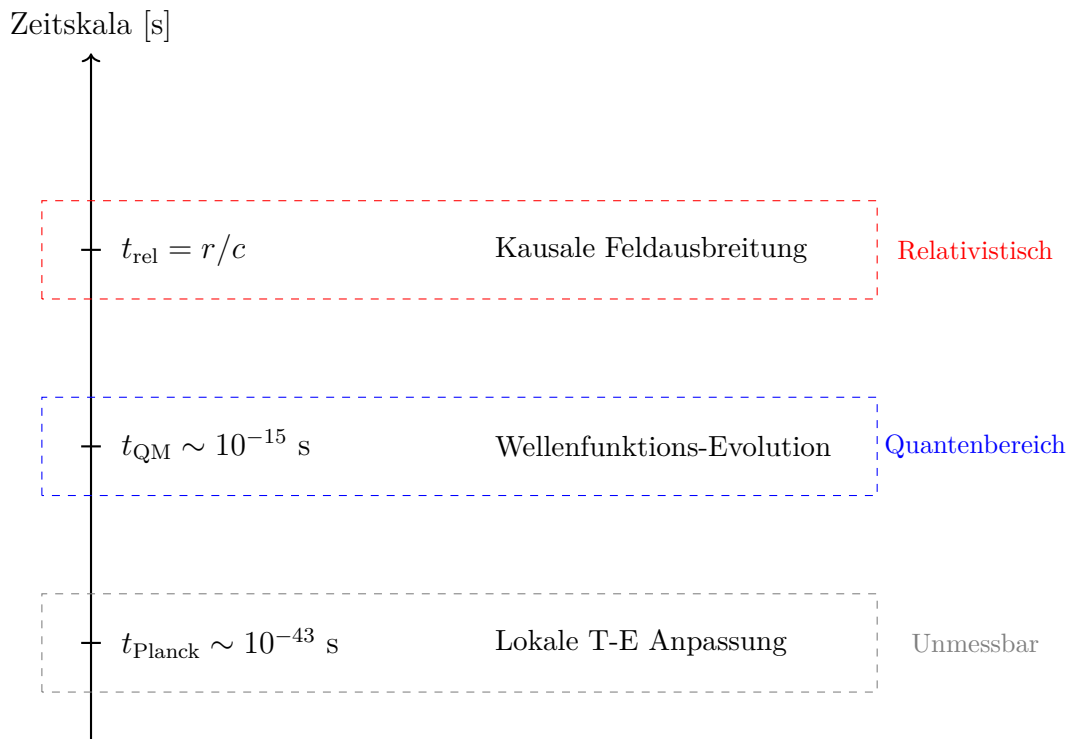 Zeitskala [s]
t_rel = r/c Kausale Feldausbreitung Relativistisch
t_QM ∼ 10⁻¹⁵ s Wellenfunktions-Evolution Quantenbereich
t_Planck ∼ 10⁻⁴³ s Lokale T-E Anpassung Unmessbar